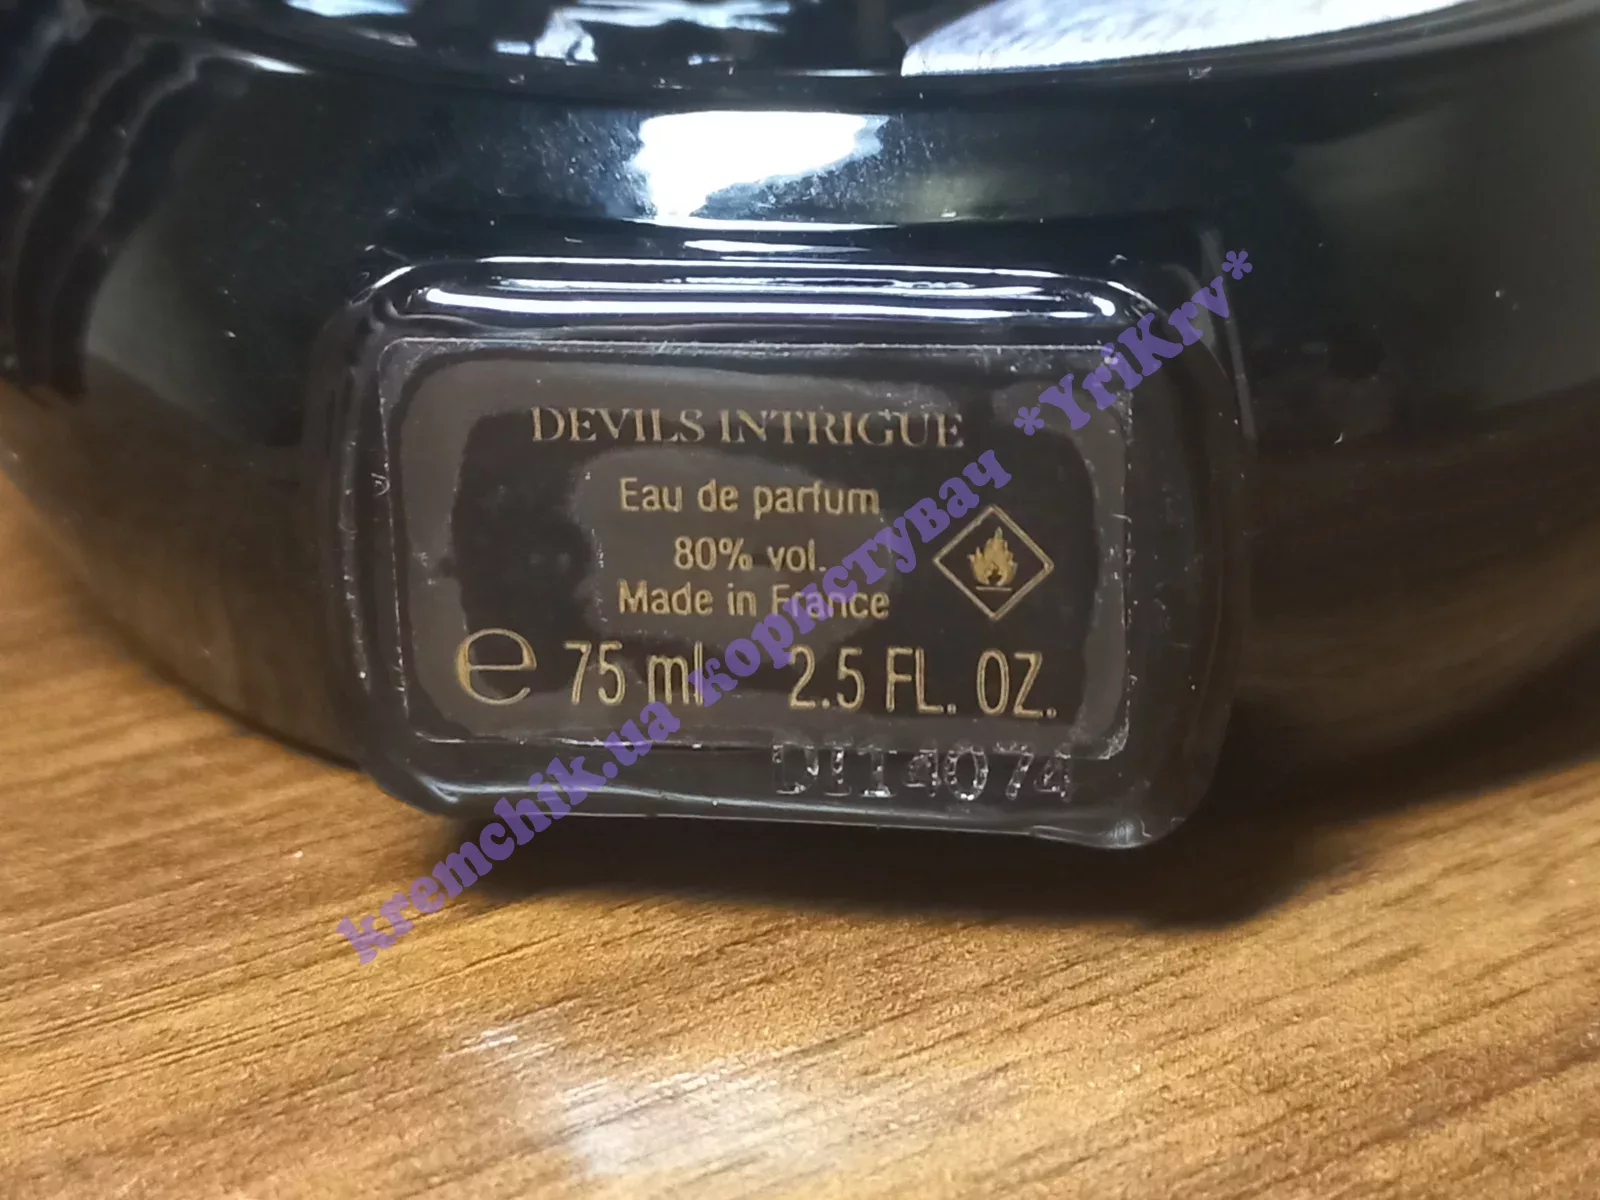 DEVILS INTRIGUE
Eau de parfum
80% vol.
Made in France
e 75 ml 2.5 FL. OZ.
DI14074
kremchik.ua користувач *YriKrv*